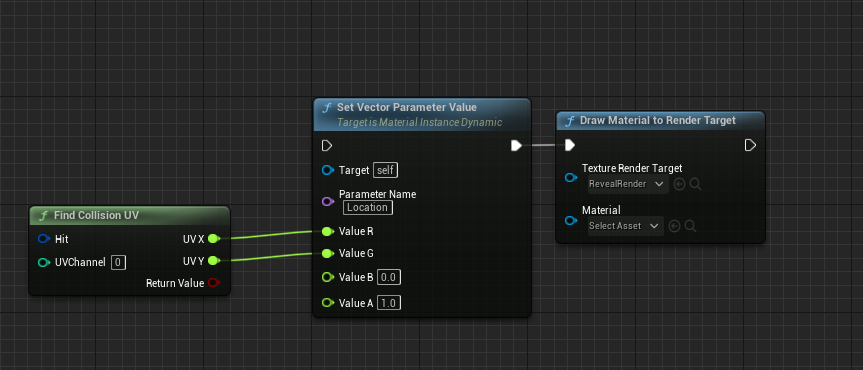 Set Vector Parameter Value
Target is Material Instance Dynamic
Target self
Parameter Name
Location
Value R
Value G
Value B 0.0
Value A 1.0
Draw Material to Render Target
Texture Render Target
RevealRender
Material
Select Asset
Find Collision UV
Hit UV X
UVChannel 0 UV Y
Return Value